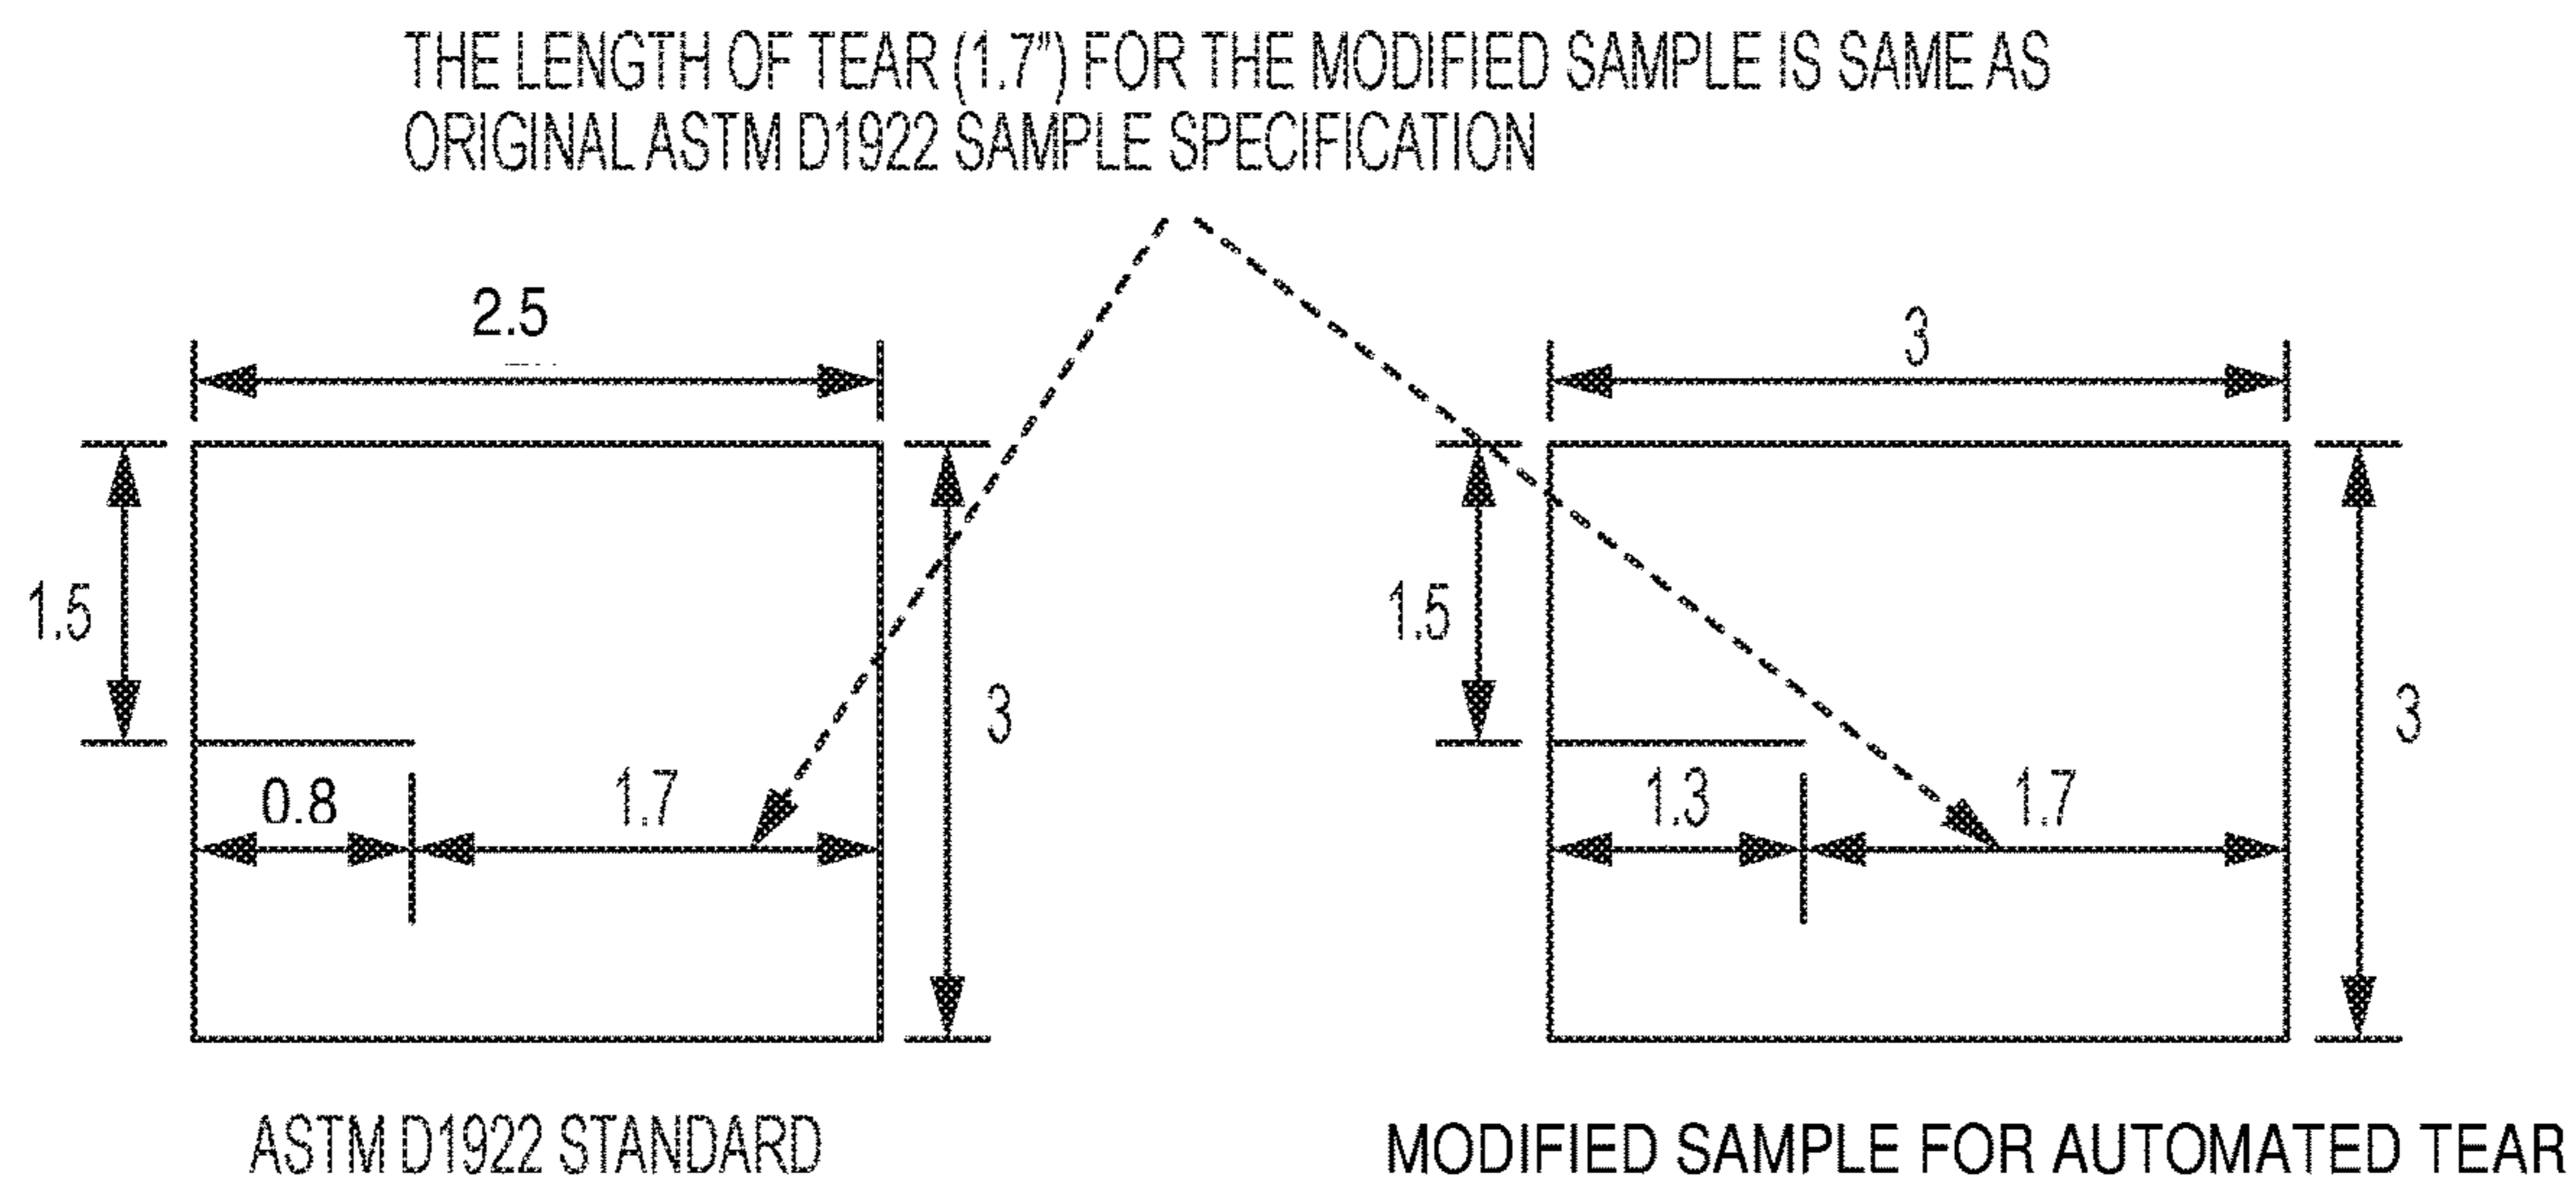 THE LENGTH OF TEAR (1.7”) FOR THE MODIFIED SAMPLE IS SAME AS
ORIGINAL ASTM D1922 SAMPLE SPECIFICATION
2.5
3
1.5
3
0.8
1.7
1.5
3
1.3
1.7
ASTM D1922 STANDARD
MODIFIED SAMPLE FOR AUTOMATED TEAR